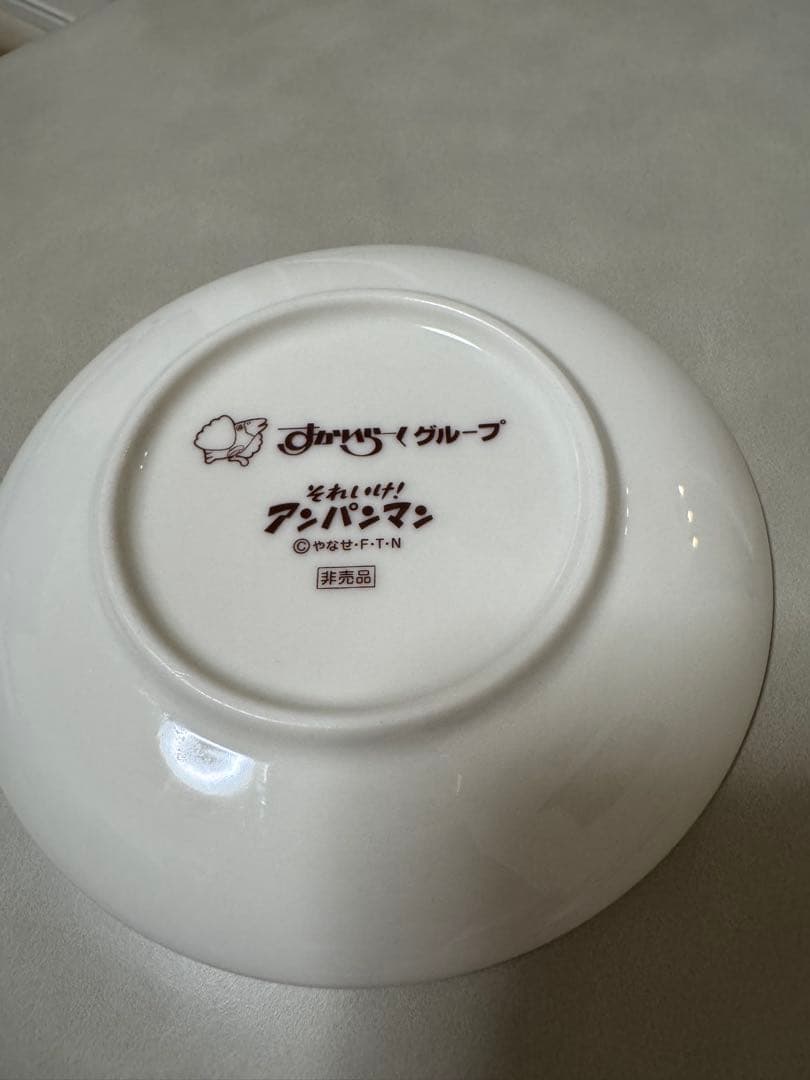 すかいらーくグループ
それいけ!
アンパンマン
©やなせ・F・T・N
非売品